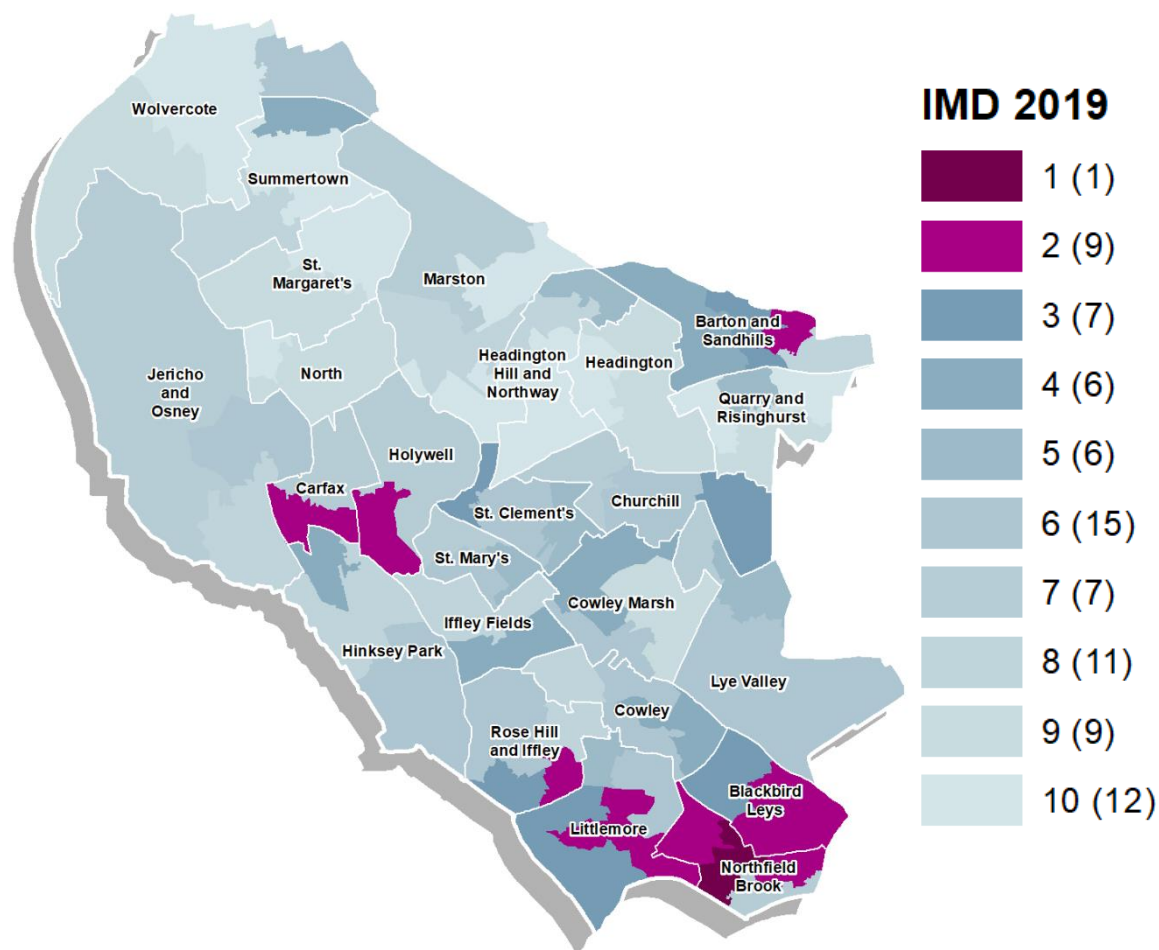 IMD 2019
1 (1)
2 (9)
3 (7)
4 (6)
5 (6)
6 (15)
7 (7)
8 (11)
9 (9)
10 (12)
Wolvercote
Summertown
St.
Margaret's
Marston
Barton and
Sandhills
Headington
Hill and
Northway
Headington
Jericho
and
Osney
North
Quarry and
Risinghurst
Holywell
Carfax
St. Clement's
Churchill
St. Mary's
Cowley Marsh
Iffley Fields
Hinksey Park
Lye Valley
Cowley
Rose Hill
and Iffley
Blackbird
Leys
Littlemore
Northfield
Brook